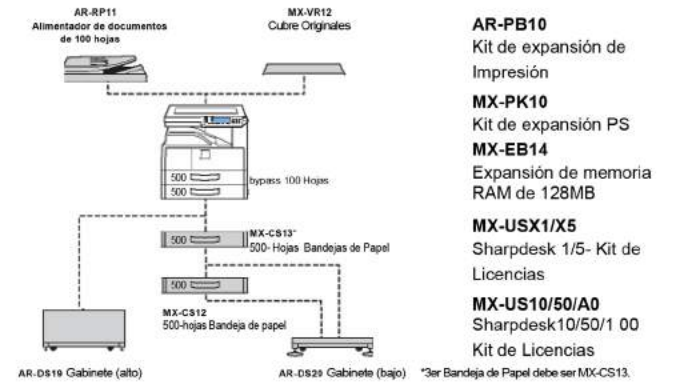 AR-RP11
Alimentador de documentos
de 100 hojas
MX-VR12
Cubre Originales
500
500
bypass 100 Hojas
500
MX-CS13*
500- Hojas Bandejas de Papel
500
MX-CS12
500-hojas Bandeja de papel
AR-DS19 Gabinete (alto)
AR-DS20 Gabinete (bajo)
*3er Bandeja de Papel debe ser MX-CS13.
AR-PB10
Kit de expansión de
Impresión
MX-PK10
Kit de expansión PS
MX-EB14
Expansión de memoria
RAM de 128MB
MX-USX1/X5
Sharpdesk 1/5- Kit de
Licencias
MX-US10/50/A0
Sharpdesk10/50/1 00
Kit de Licencias